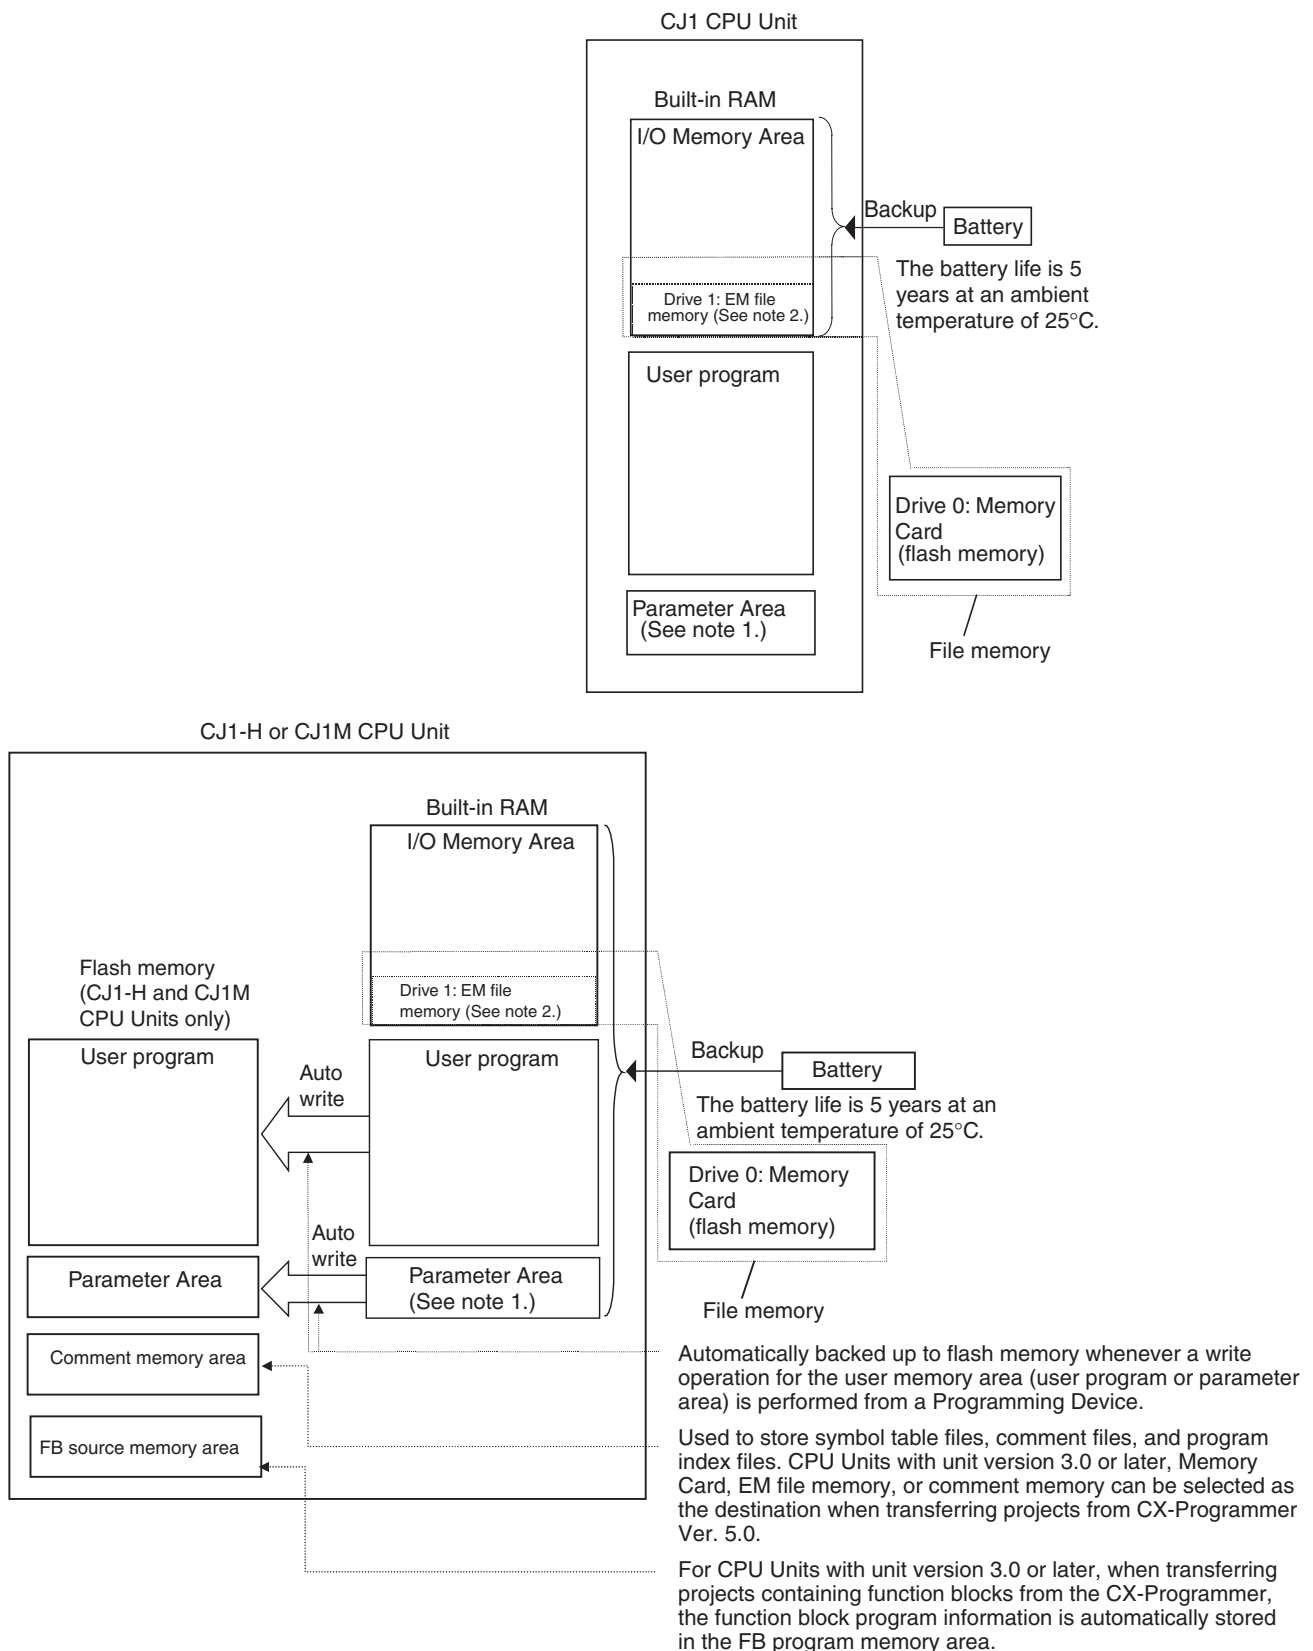 CJ1 CPU Unit
Built-in RAM
I/O Memory Area
Drive 1: EM file
memory (See note 2.)
Backup
Battery
The battery life is 5
years at an ambient
temperature of 25°C.
User program
Drive 0: Memory
Card
(flash memory)
Parameter Area
(See note 1.)
File memory
CJ1-H or CJ1M CPU Unit
Built-in RAM
I/O Memory Area
Drive 1: EM file
memory (See note 2.)
Flash memory
(CJ1-H and CJ1M
CPU Units only)
User program
Auto
write
User program
Backup
Battery
The battery life is 5 years at an
ambient temperature of 25°C.
Drive 0: Memory
Card
(flash memory)
Auto
write
Parameter Area
Parameter Area
(See note 1.)
File memory
Comment memory area
Automatically backed up to flash memory whenever a write
operation for the user memory area (user program or parameter
area) is performed from a Programming Device.
FB source memory area
Used to store symbol table files, comment files, and program
index files. CPU Units with unit version 3.0 or later, Memory
Card, EM file memory, or comment memory can be selected as
the destination when transferring projects from CX-Programmer
Ver. 5.0.
For CPU Units with unit version 3.0 or later, when transferring
projects containing function blocks from the CX-Programmer,
the function block program information is automatically stored
in the FB program memory area.